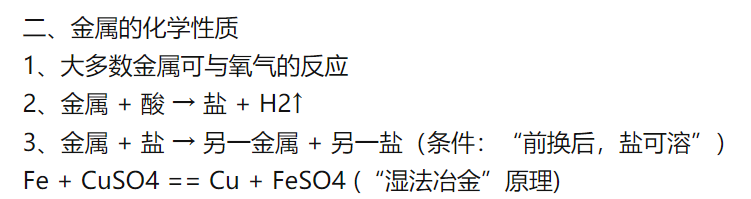 二、金属的化学性质
1、大多数金属可与氧气的反应
2、金属 + 酸 → 盐 + H2↑
3、金属 + 盐 → 另一金属 + 另一盐（条件：“前换后，盐可溶”）
Fe + CuSO4 == Cu + FeSO4 (“湿法冶金”原理)